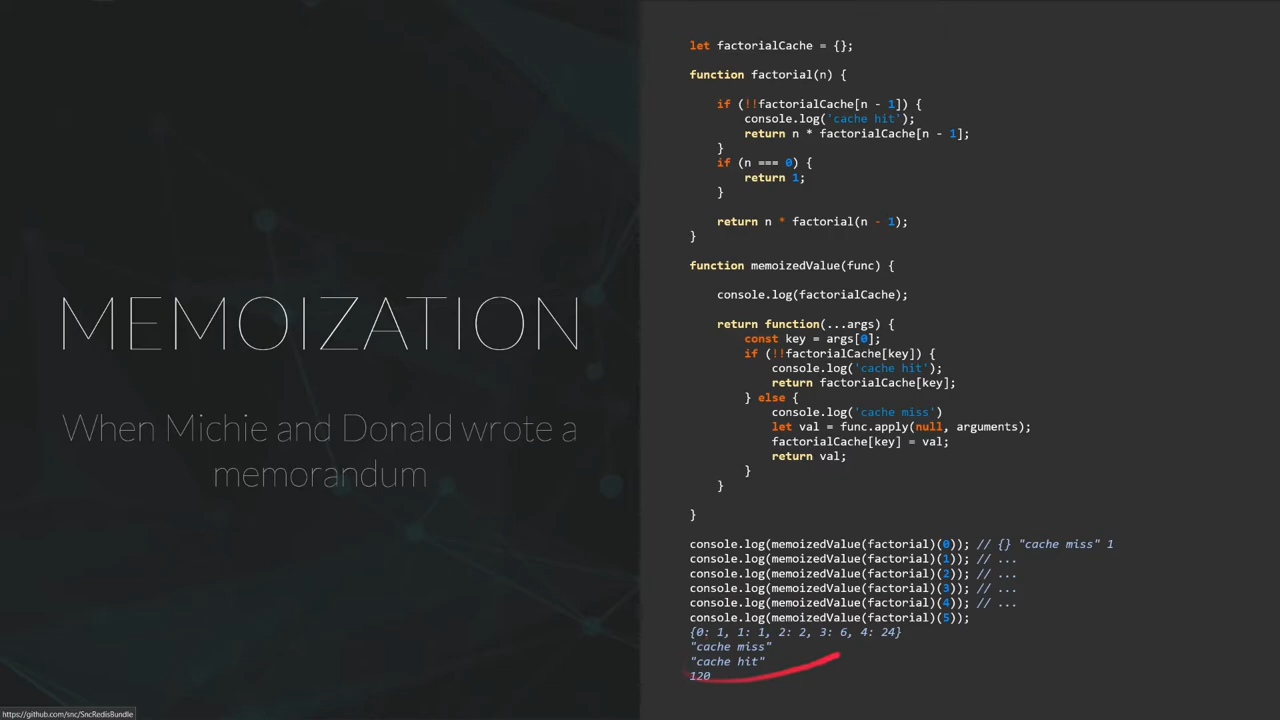 MEMOIZATION
When Michie and Donald wrote a
memorandum
let factorialCache = {};
function factorial(n) {
if (!!factorialCache[n - 1]) {
console.log('cache hit');
return n * factorialCache[n - 1];
}
if (n === 0) {
return 1;
}
return n * factorial(n - 1);
}
function memoizedValue(func) {
console.log(factorialCache);
return function(...args) {
const key = args[0];
if (!!factorialCache[key]) {
console.log('cache hit');
return factorialCache[key];
} else {
console.log('cache miss')
let val = func.apply(null, arguments);
factorialCache[key] = val;
return val;
}
}
}
console.log(memoizedValue(factorial)(0)); // {} "cache miss" 1
console.log(memoizedValue(factorial)(1)); // ...
console.log(memoizedValue(factorial)(2)); // ...
console.log(memoizedValue(factorial)(3)); // ...
console.log(memoizedValue(factorial)(4)); // ...
console.log(memoizedValue(factorial)(5));
{0: 1, 1: 1, 2: 2, 3: 6, 4: 24}
"cache miss"
"cache hit"
120
https://github.com/snc/SncRedisBundle